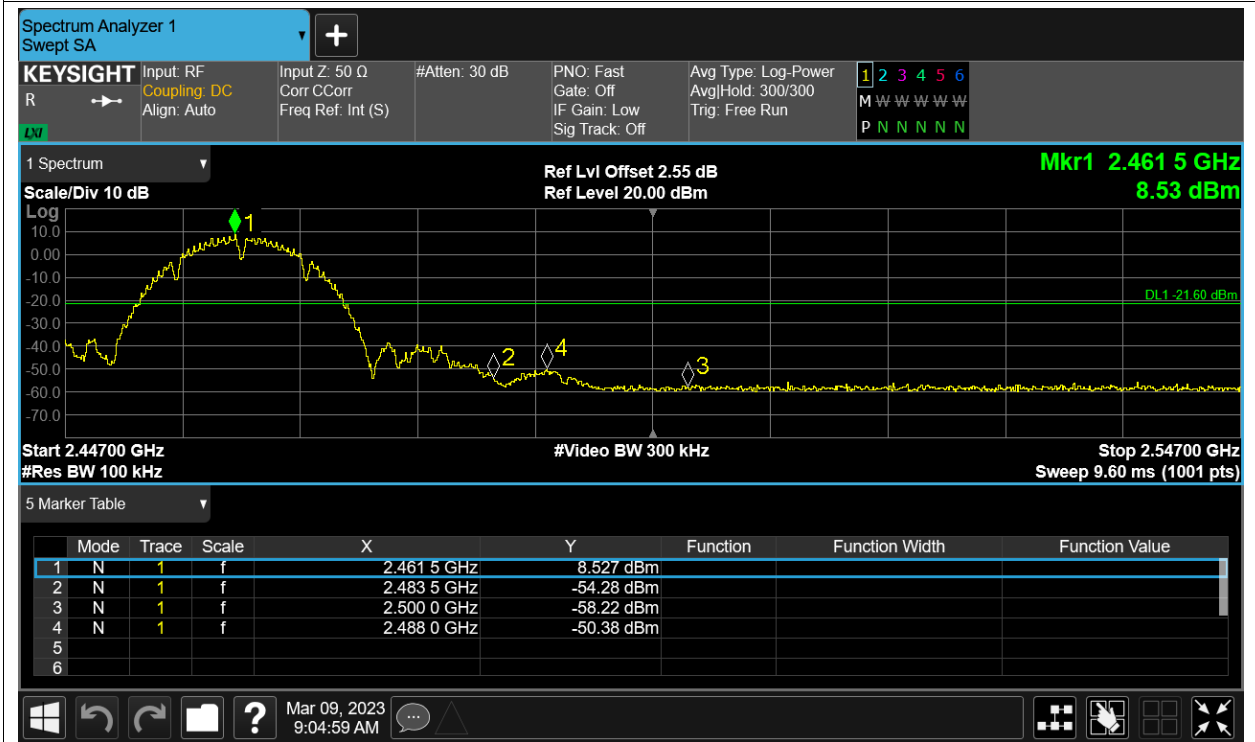 Spectrum Analyzer 1
Swept SA
+
KEYSIGHT Input: RF Input Z: 50 Ω #Atten: 30 dB PNO: Fast Avg Type: Log-Power 1 2 3 4 5 6
R Coupling: DC Corr CCorr Gate: Off Avg|Hold: 300/300 M W W W W W
Align: Auto Freq Ref: Int (S) IF Gain: Low Trig: Free Run
LXI Sig Track: Off P N N N N N
1 Spectrum Ref Lvl Offset 2.55 dB Mkr1 2.461 5 GHz
Scale/Div 10 dB Ref Level 20.00 dBm 8.53 dBm
Log
1
10.0
0.00
-10.0
-20.0 DL1 -21.60 dBm
-30.0
-40.0 4
-50.0 2 3
-60.0
-70.0
Start 2.44700 GHz #Video BW 300 kHz Stop 2.54700 GHz
#Res BW 100 kHz Sweep 9.60 ms (1001 pts)
5 Marker Table
Mode Trace Scale X Y Function Function Width Function Value
1 N 1 f 2.461 5 GHz 8.527 dBm
2 N 1 f 2.483 5 GHz -54.28 dBm
3 N 1 f 2.500 0 GHz -58.22 dBm
4 N 1 f 2.488 0 GHz -50.38 dBm
5
6
? Mar 09, 2023
9:04:59 AM